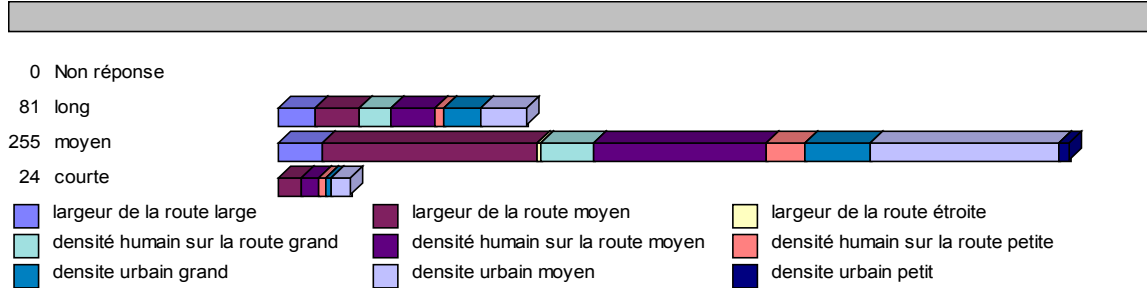 0 Non réponse
81 long
255 moyen
24 courte
largeur de la route large largeur de la route moyen largeur de la route étroite
densité humain sur la route grand densité humain sur la route moyen densité humain sur la route petite
densite urbain grand densite urbain moyen densite urbain petit